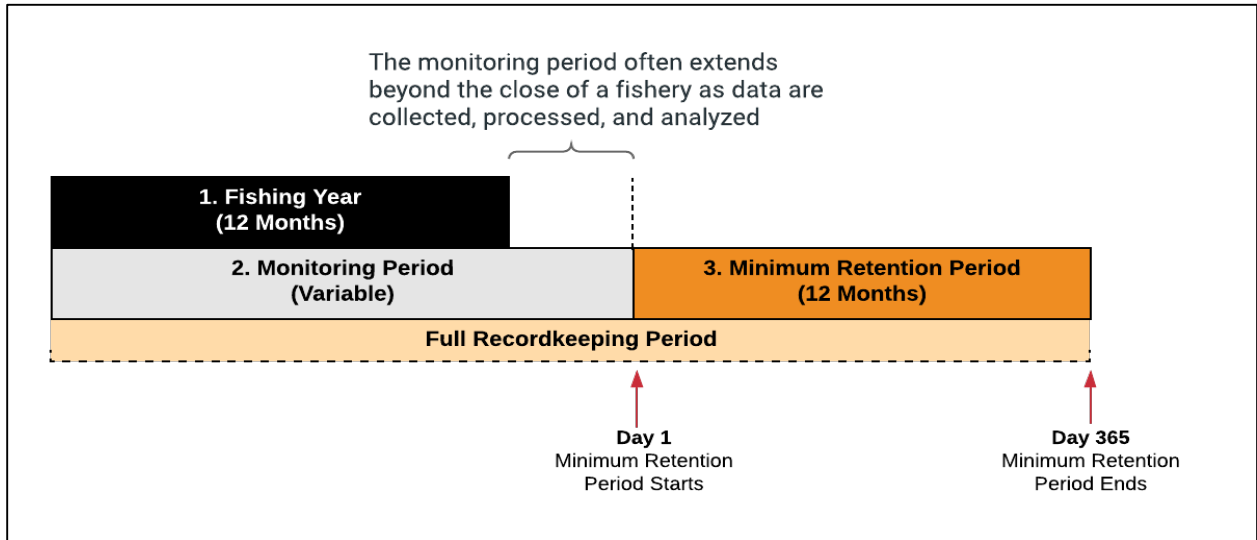 The monitoring period often extends
beyond the close of a fishery as data are
collected, processed, and analyzed
1. Fishing Year
(12 Months)
2. Monitoring Period
(Variable)
3. Minimum Retention Period
(12 Months)
Full Recordkeeping Period
Day 1
Minimum Retention
Period Starts
Day 365
Minimum Retention
Period Ends